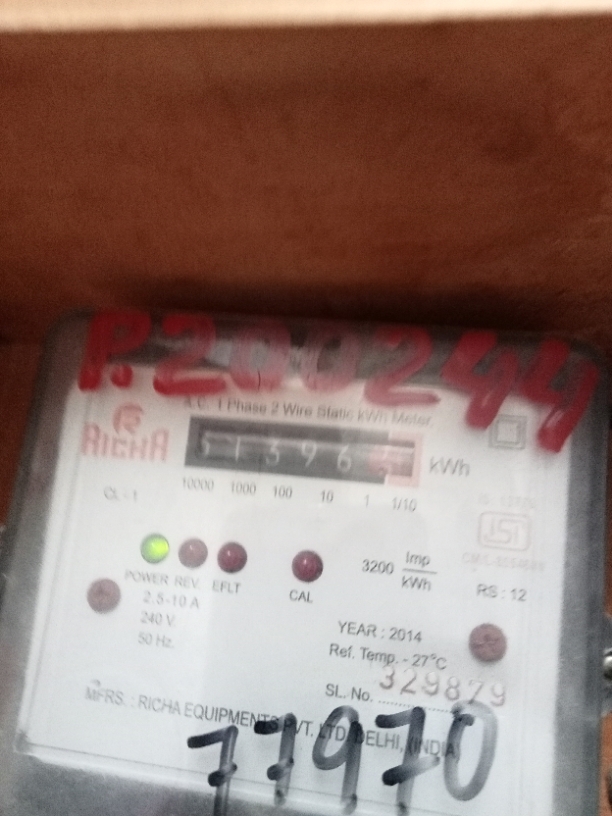 P.200244
A.C. 1 Phase 2 Wire Static kWh Meter
RICHA
51396 kWh
10000 1000 100 10 1 1/10
CL - 1
ISI
3200 Imp/kWh
POWER REV. EFLT
CAL
RS : 12
2.5-10 A
240 V.
50 Hz.
YEAR : 2014
Ref. Temp. - 27°C
SL. No. 329879
MFRS. : RICHA EQUIPMENTS PVT. LTD. DELHI, (INDIA)
77970